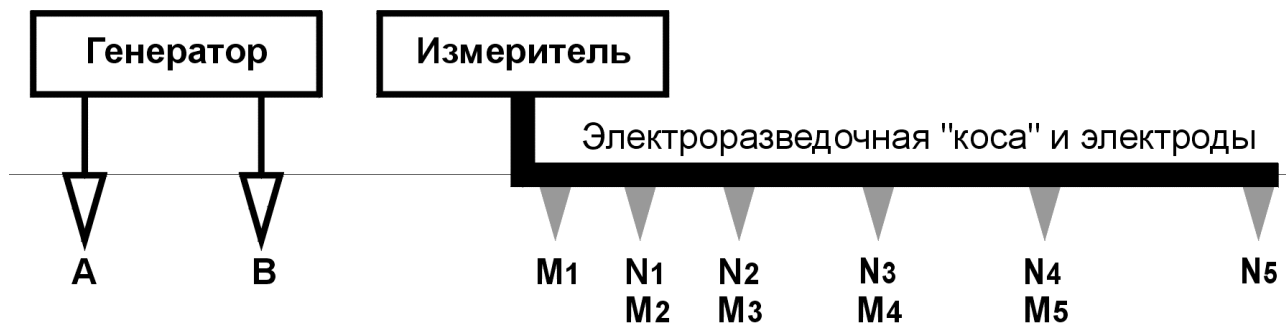 Генератор Измеритель
Электроразведочная "коса" и электроды
A B M1 N1 N2 N3 N4 N5
M2 M3 M4 M5